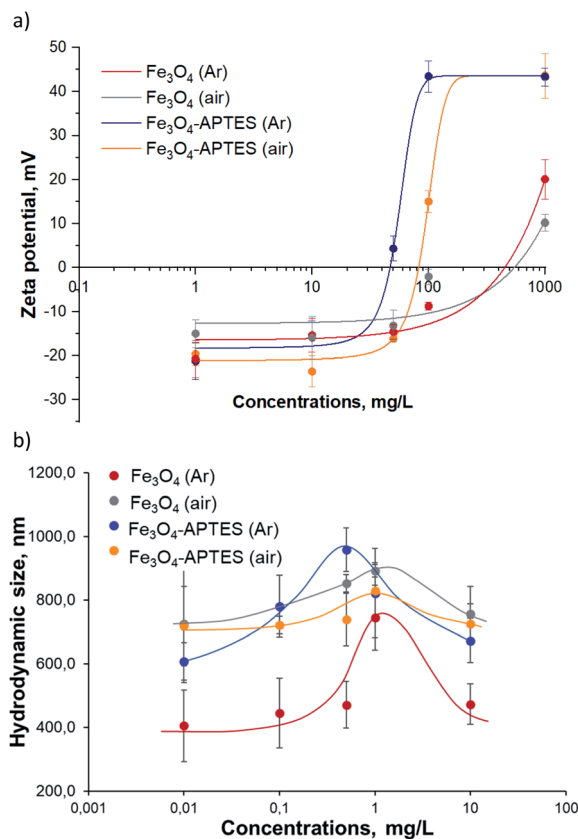 a)
50
40
30
20
10
0
-10
-20
-30
Zeta potential, mV
Fe₃O₄ (Ar)
Fe₃O₄ (air)
Fe₃O₄-APTES (Ar)
Fe₃O₄-APTES (air)
0,1 1 10 100 1000
Concentrations, mg/L
b)
1200,0
1000,0
800,0
600,0
400,0
200,0
Hydrodynamic size, nm
Fe₃O₄ (Ar)
Fe₃O₄ (air)
Fe₃O₄-APTES (Ar)
Fe₃O₄-APTES (air)
0,001 0,01 0,1 1 10 100
Concentrations, mg/L